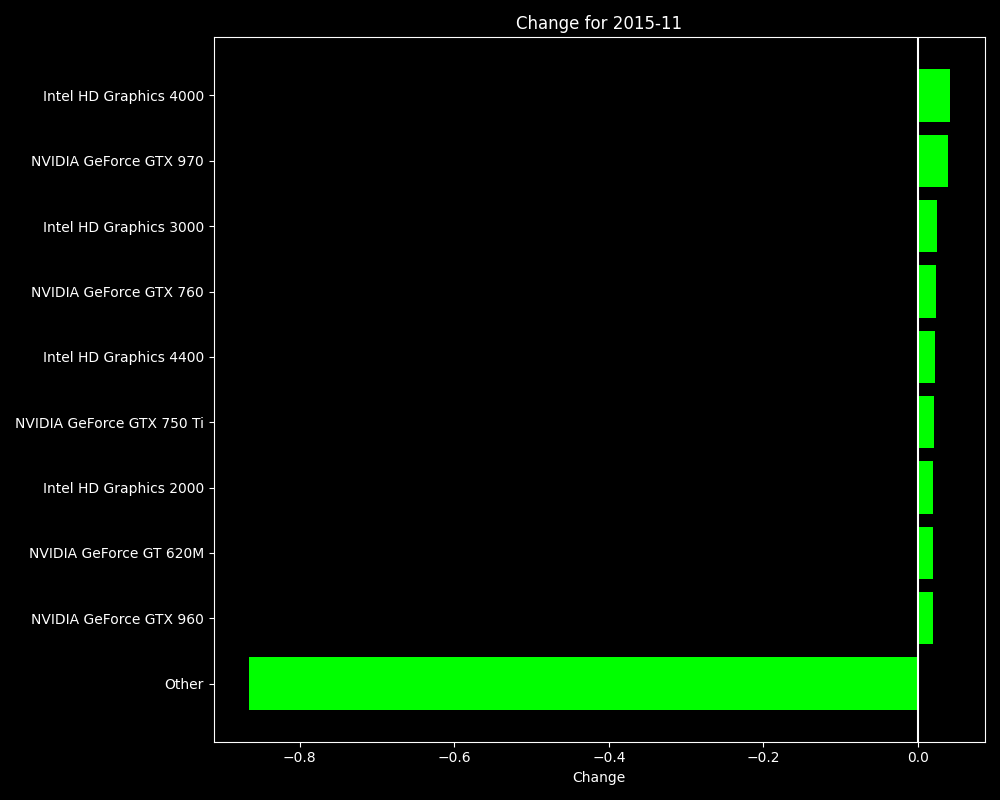 Change for 2015-11
Intel HD Graphics 4000
NVIDIA GeForce GTX 970
Intel HD Graphics 3000
NVIDIA GeForce GTX 760
Intel HD Graphics 4400
NVIDIA GeForce GTX 750 Ti
Intel HD Graphics 2000
NVIDIA GeForce GT 620M
NVIDIA GeForce GTX 960
Other
−0.8 −0.6 −0.4 −0.2 0.0
Change